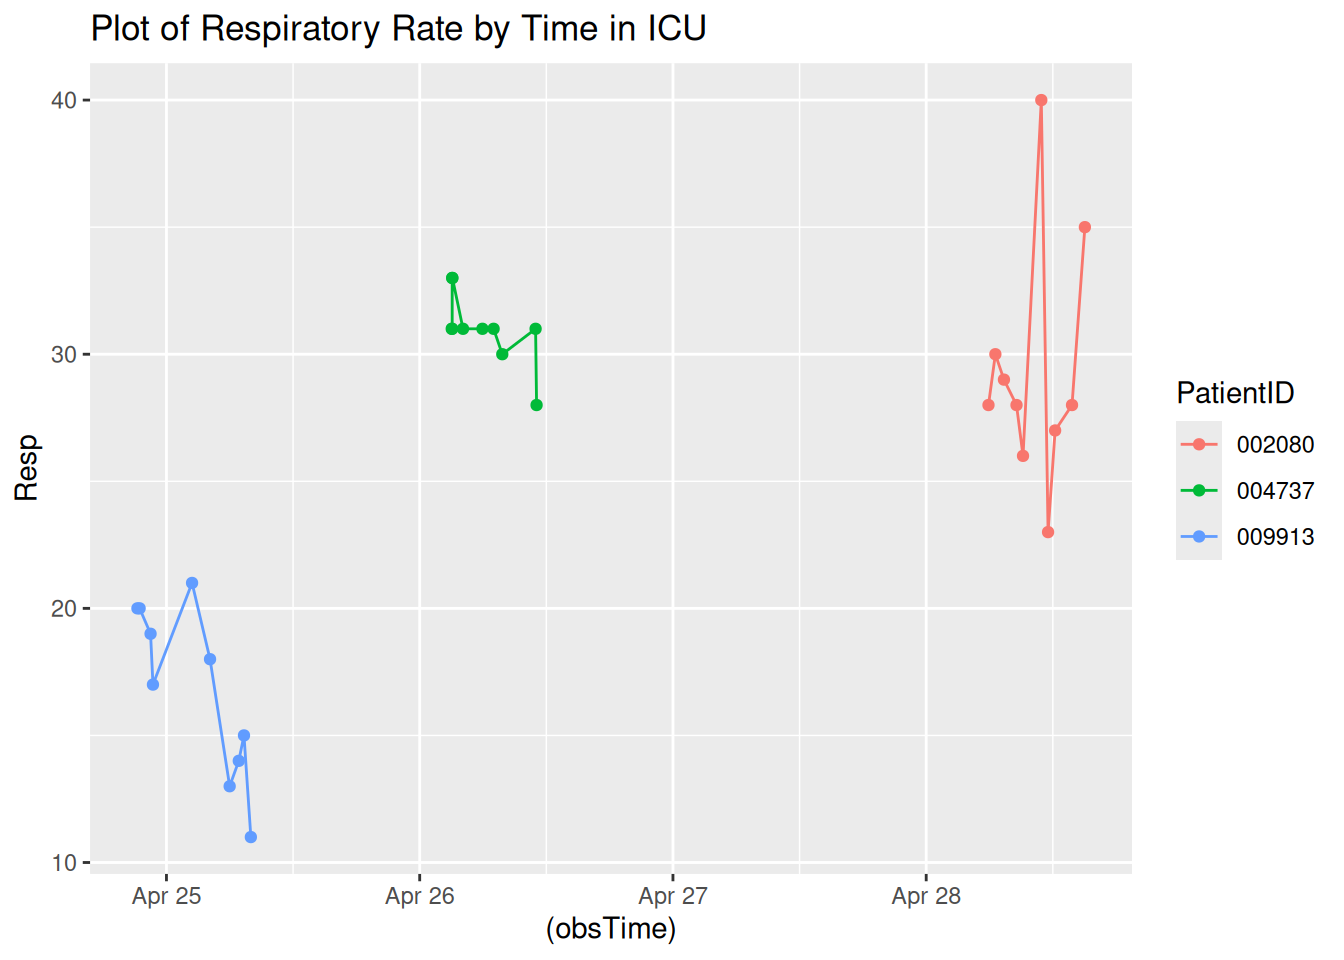 Plot of Respiratory Rate by Time in ICU
40
30
20
10
Resp
Apr 25
Apr 26
Apr 27
Apr 28
(obsTime)
PatientID
002080
004737
009913